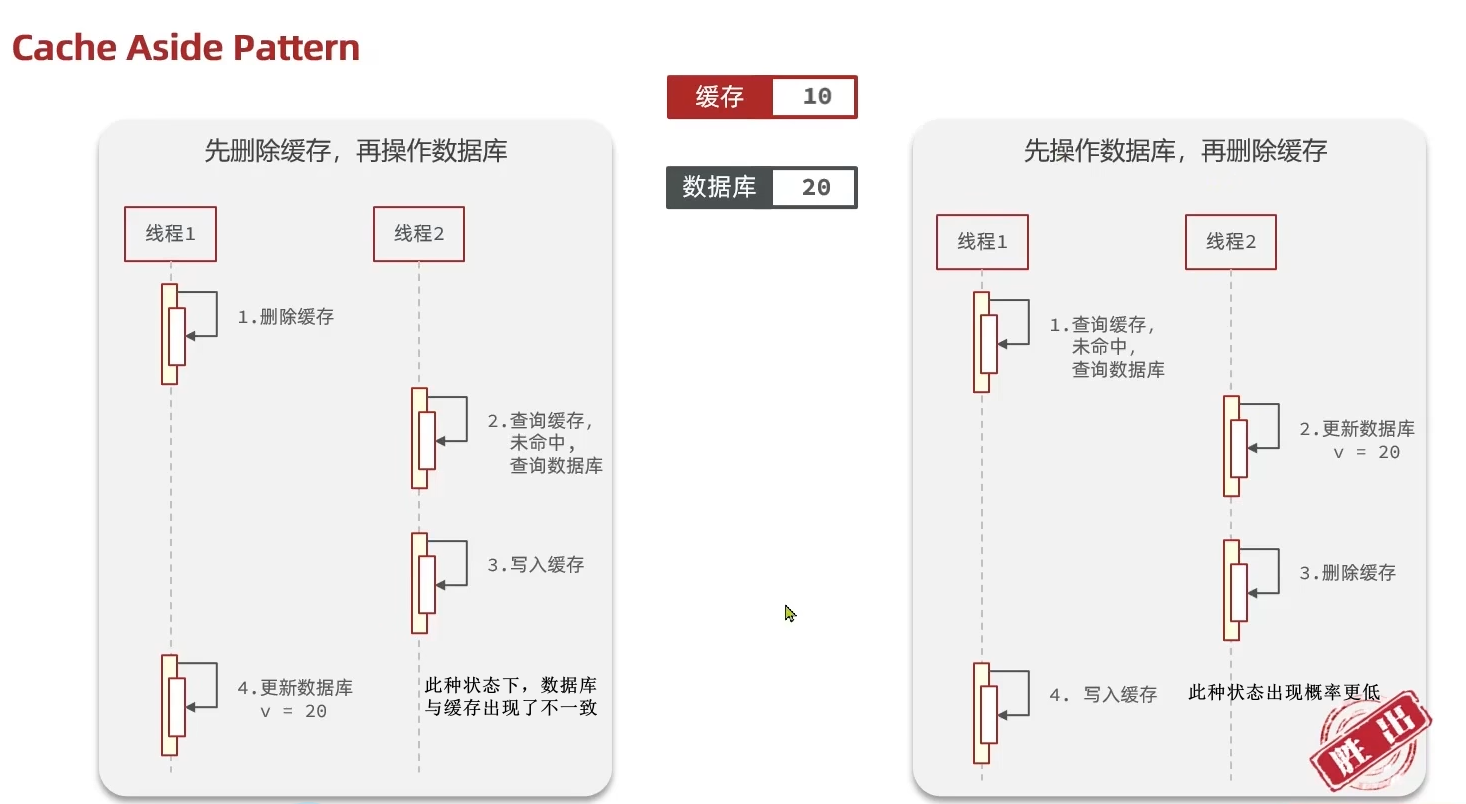 Cache Aside Pattern
缓存 10
数据库 20
先删除缓存，再操作数据库
线程1
线程2
1.删除缓存
2.查询缓存，
未命中，
查询数据库
3.写入缓存
4.更新数据库
v = 20
此种状态下，数据库
与缓存出现了不一致
先操作数据库，再删除缓存
线程1
线程2
1.查询缓存，
未命中，
查询数据库
2.更新数据库
v = 20
3.删除缓存
4. 写入缓存
此种状态出现概率更低
胜出